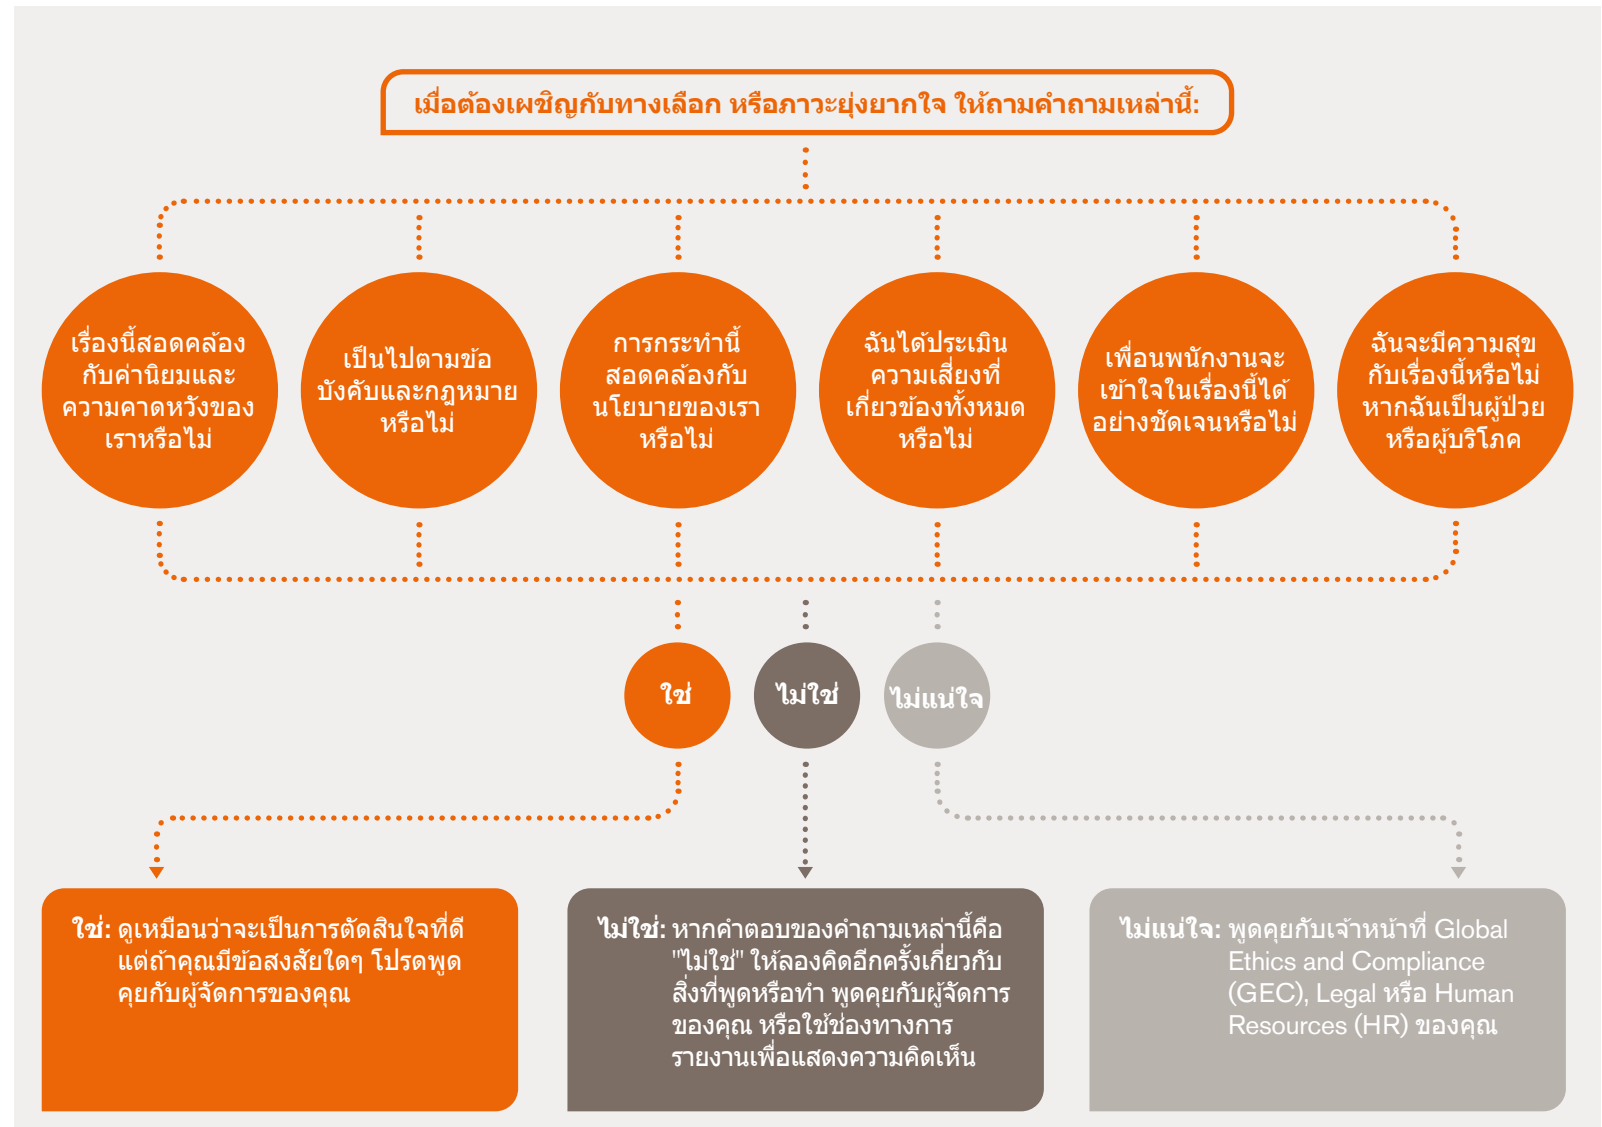 เมื่อต้องเผชิญกับทางเลือก หรือภาวะยุ่งยากใจ ให้ถามคำถามเหล่านี้:
เรื่องนี้สอดคล้อง
กับค่านิยมและ
ความคาดหวังของ
เราหรือไม่
เป็นไปตามข้อ
บังคับและกฎหมาย
หรือไม่
การกระทำนี้
สอดคล้องกับ
นโยบายของเรา
หรือไม่
ฉันได้ประเมิน
ความเสี่ยงที่
เกี่ยวข้องทั้งหมด
หรือไม่
เพื่อนพนักงานจะ
เข้าใจในเรื่องนี้ได้
อย่างชัดเจนหรือไม่
ฉันจะมีความสุข
กับเรื่องนี้หรือไม่
หากฉันเป็นผู้ป่วย
หรือผู้บริโภค
ใช่
ไม่ใช่
ไม่แน่ใจ
ใช่: ดูเหมือนว่าจะเป็นการตัดสินใจที่ดี
แต่ถ้าคุณมีข้อสงสัยใดๆ โปรดพูด
คุยกับผู้จัดการของคุณ
ไม่ใช่: หากคำตอบของคำถามเหล่านี้คือ
"ไม่ใช่" ให้ลองคิดอีกครั้งเกี่ยวกับ
สิ่งที่พูดหรือทำ พูดคุยกับผู้จัดการ
ของคุณ หรือใช้ช่องทางการ
รายงานเพื่อแสดงความคิดเห็น
ไม่แน่ใจ: พูดคุยกับเจ้าหน้าที่ Global
Ethics and Compliance
(GEC), Legal หรือ Human
Resources (HR) ของคุณ